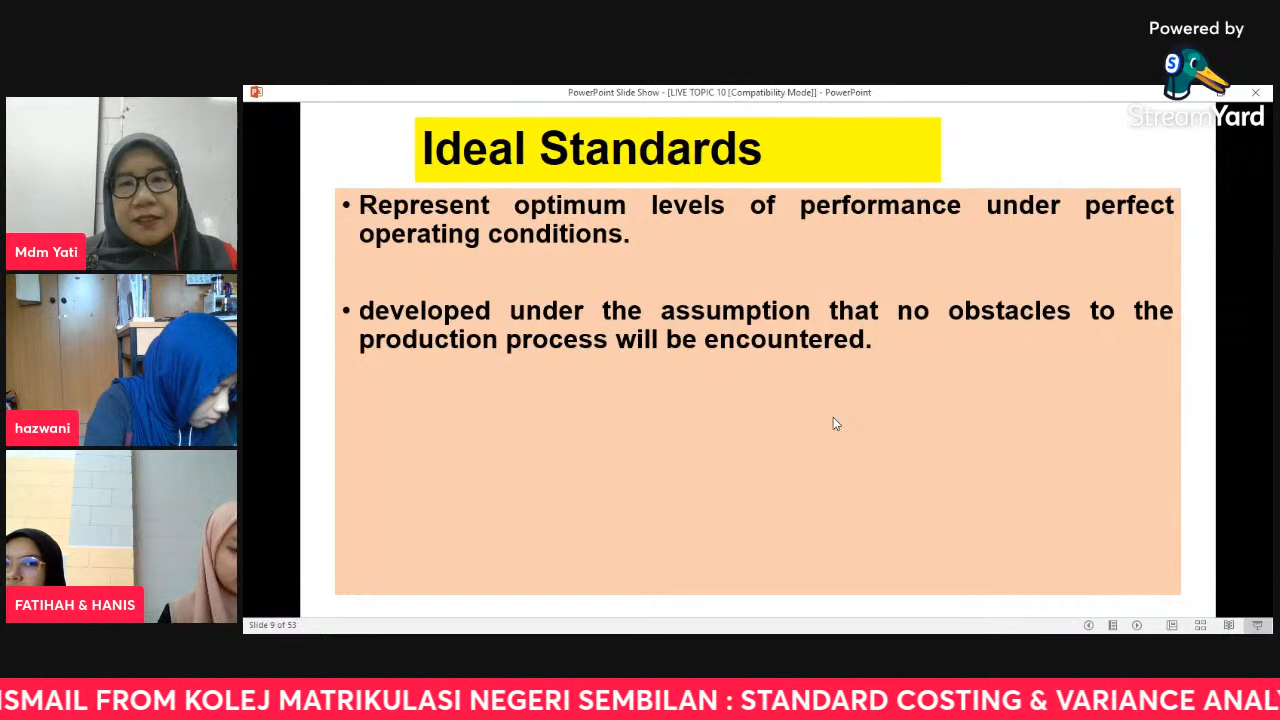 Powered by
StreamYard
PowerPoint Slide Show - [LIVE TOPIC 10 [Compatibility Mode]] - PowerPoint
Ideal Standards
• Represent optimum levels of performance under perfect
operating conditions.
• developed under the assumption that no obstacles to the
production process will be encountered.
Mdm Yati
hazwani
FATIHAH & HANIS
Slide 9 of 53
ISMAIL FROM KOLEJ MATRIKULASI NEGERI SEMBILAN : STANDARD COSTING & VARIANCE ANAL